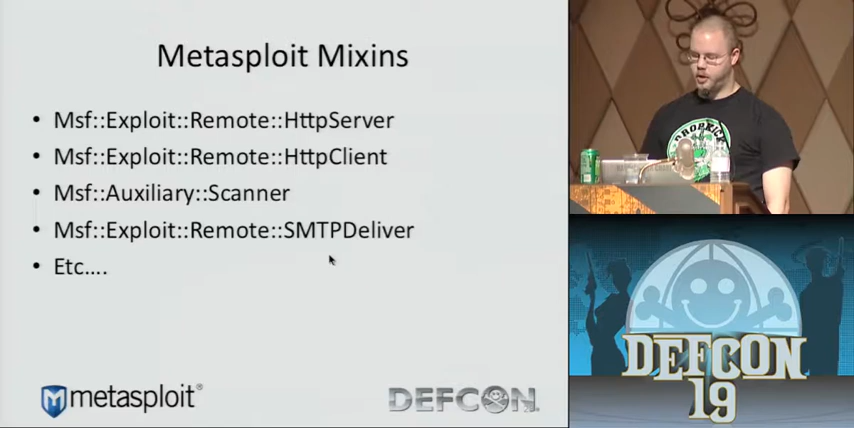 Metasploit Mixins
• Msf::Exploit::Remote::HttpServer
• Msf::Exploit::Remote::HttpClient
• Msf::Auxiliary::Scanner
• Msf::Exploit::Remote::SMTPDeliver
• Etc….
metasploit®
DEFCON
DROPKICK
DEFCON
19